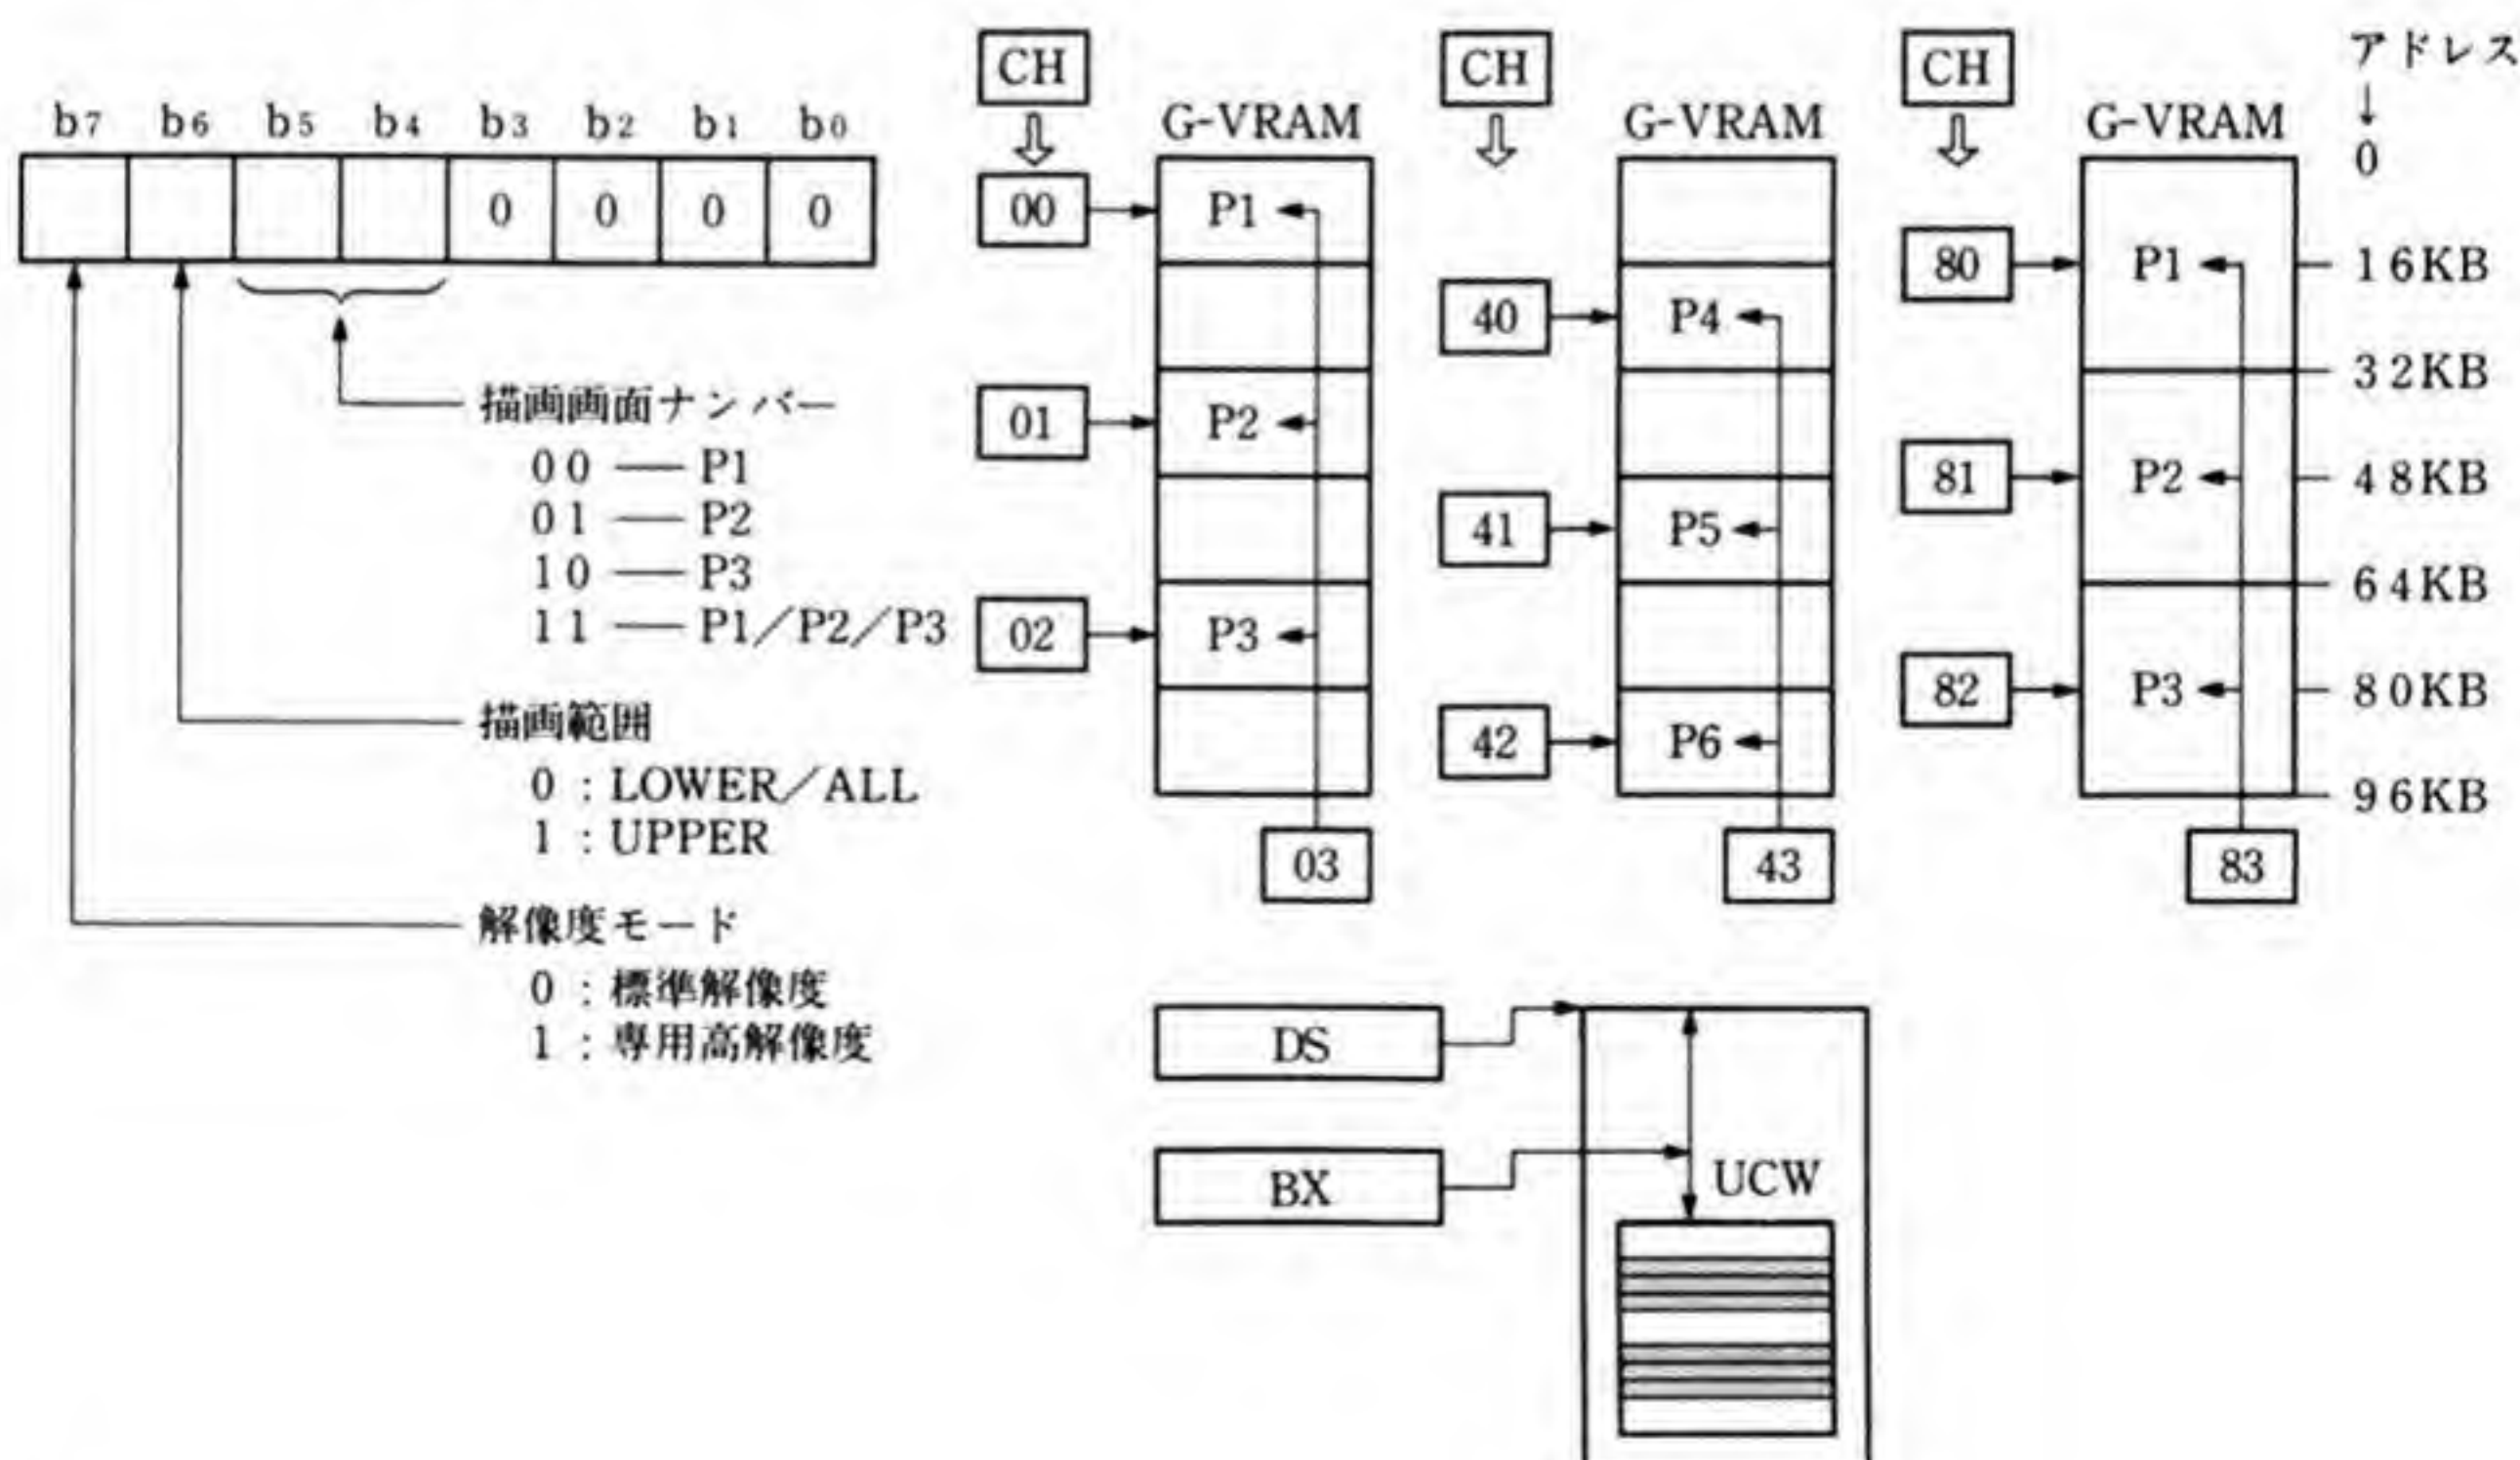 b7 b6 b5 b4 b3 b2 b1 b0
0 0 0 0
描画画面ナンバー
00 — P1
01 — P2
10 — P3
11 — P1/P2/P3
描画範囲
0 : LOWER/ALL
1 : UPPER
解像度モード
0 : 標準解像度
1 :専用高解像度
CH
G-VRAM
00
P1
01
P2
02
P3
03
CH
G-VRAM
40
P4
41
P5
42
P6
43
CH
G-VRAM
80
P1
81
P2
82
P3
83
アドレス
↓
0
16KB
32KB
48KB
64KB
80KB
96KB
DS
BX
UCW